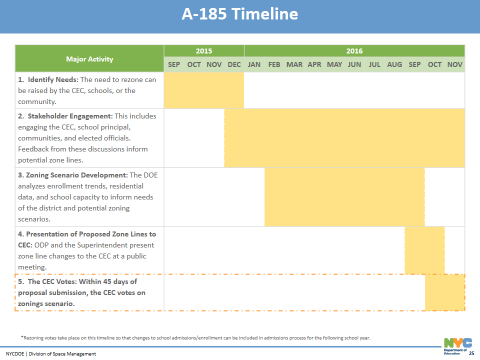 A-185 Timeline
Major Activity
2015
2016
SEP OCT NOV DEC JAN FEB MAR APR MAY JUN JUL AUG SEP OCT NOV
1. Identify Needs: The need to rezone can
be raised by the CEC, schools, or the
community.
2. Stakeholder Engagement: This includes
engaging the CEC, school principal,
communities, and elected officials.
Feedback from these discussions inform
potential zone lines.
3. Zoning Scenario Development: The DOE
analyzes enrollment trends, residential
data, and school capacity to inform needs
of the district and potential zoning
scenarios.
4. Presentation of Proposed Zone Lines to
CEC: ODP and the Superintendent present
zone line changes to the CEC at a public
meeting.
5. The CEC Votes: Within 45 days of
proposal submission, the CEC votes on
zonings scenario.
*Rezoning votes take place on this timeline so that changes to school admissions/enrollment can be included in admissions process for the following school year.
NYCDOE | Division of Space Management
NYC
Department of
Education
25